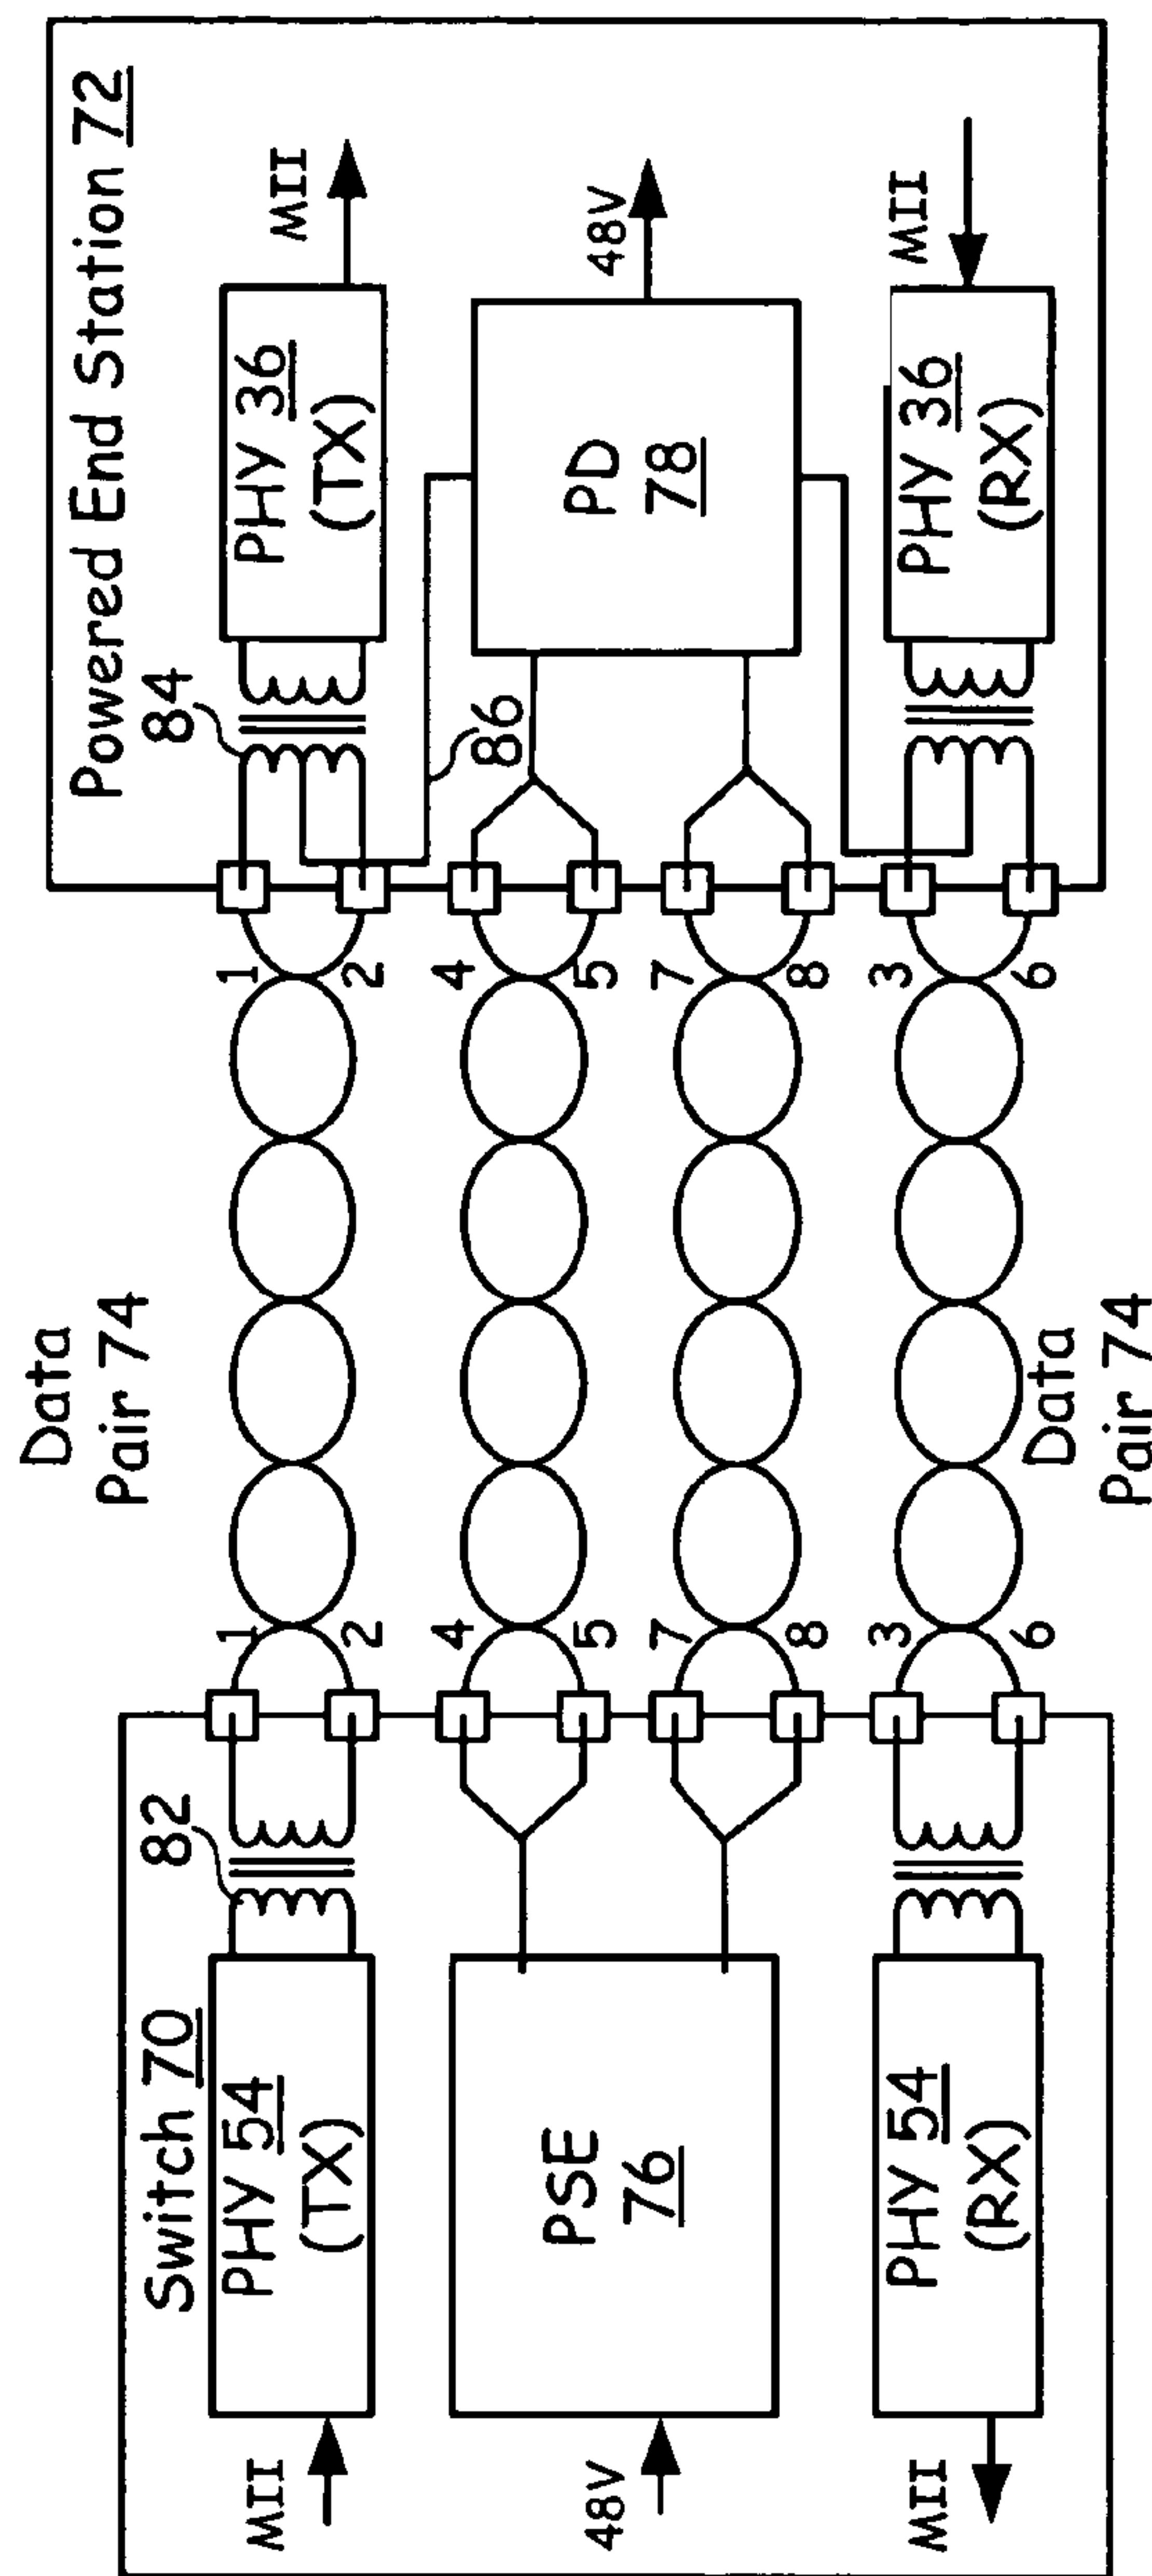 Data
Pair 74
Switch 70
Powered End Station 72
82
84
MII
PHY 54
(TX)
1
2
1
2
PHY 36
(TX)
MII
48V
PSE
76
4
5
7
8
4
5
7
8
86
PD
78
48V
MII
PHY 54
(RX)
3
6
3
6
PHY 36
(RX)
MII
Data
Pair 74